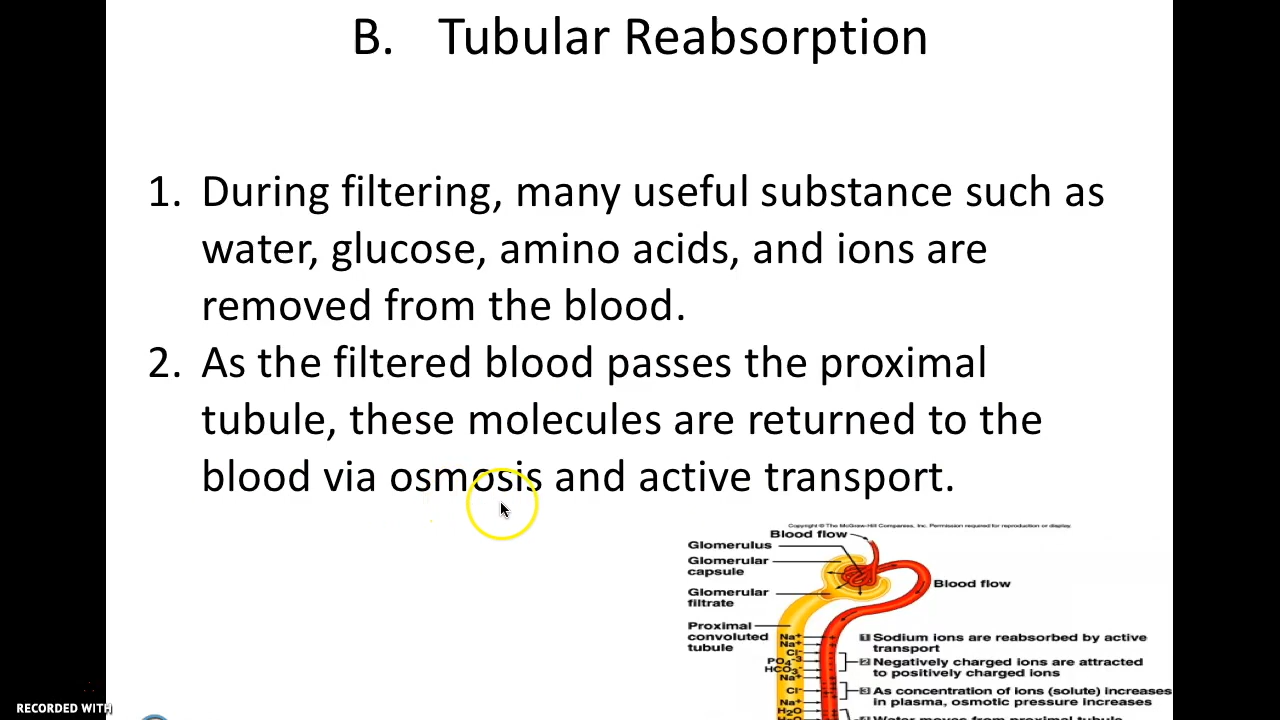 B. Tubular Reabsorption
1. During filtering, many useful substance such as
water, glucose, amino acids, and ions are
removed from the blood.
2. As the filtered blood passes the proximal
tubule, these molecules are returned to the
blood via osmosis and active transport.
Copyright © The McGraw-Hill Companies, Inc. Permission required for reproduction or display.
Blood flow
Glomerulus
Glomerular
capsule
Blood flow
Glomerular
filtrate
Proximal
convoluted
tubule
Na+
Na+
Cl-
PO4-3
HCO3-
Na+
Cl-
Na+
H2O
1 Sodium ions are reabsorbed by active
transport
2 Negatively charged ions are attracted
to positively charged ions
3 As concentration of ions (solute) increases
in plasma, osmotic pressure increases
Water moves from proximal tubule
RECORDED WITH